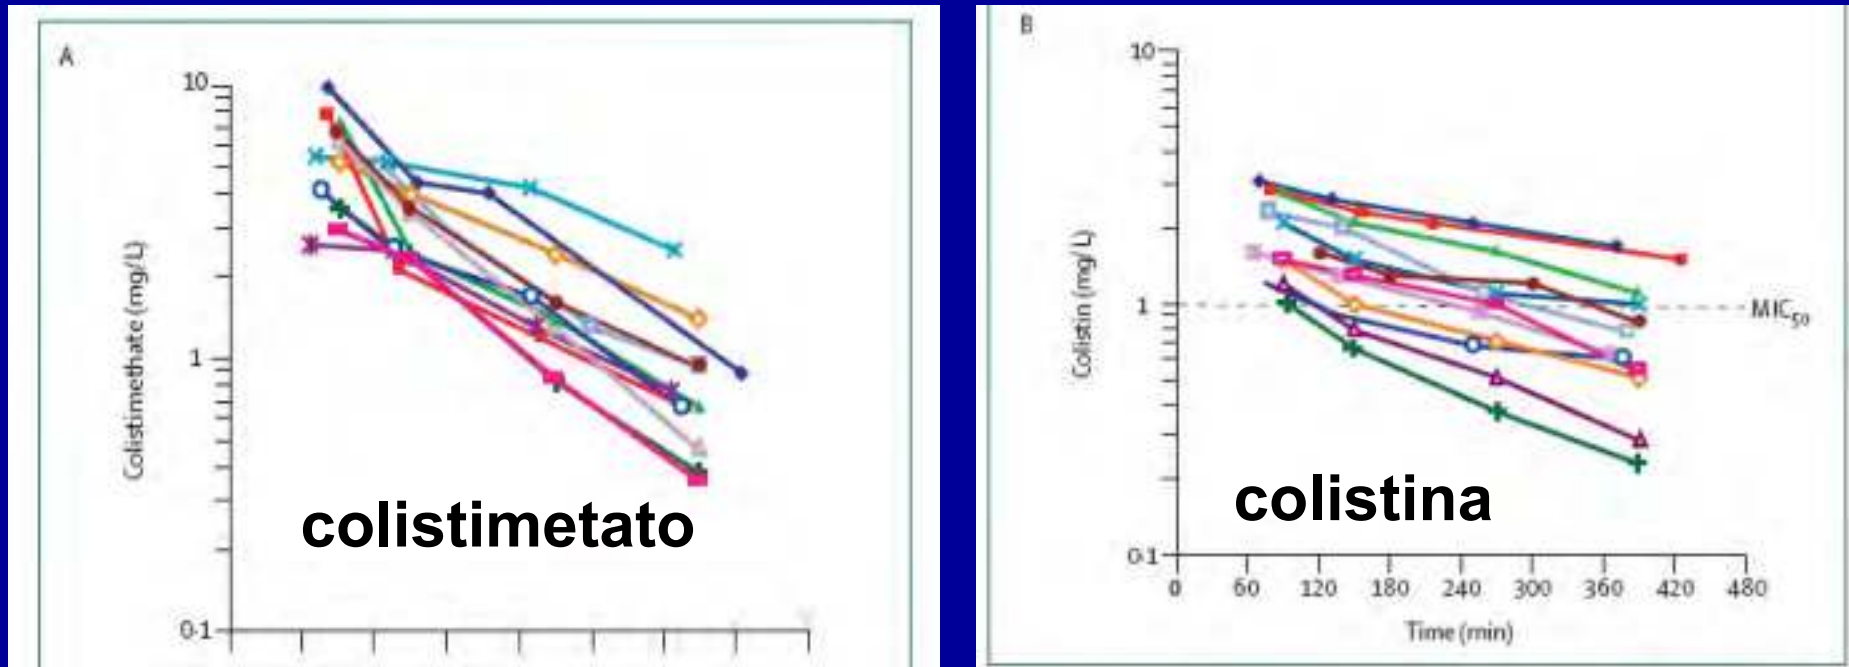 A
10
1
0·1
Colistimethate (mg/L)
colistimetato
B
10
1
0·1
Colistin (mg/L)
MIC50
colistina
0 60 120 180 240 300 360 420 480
Time (min)